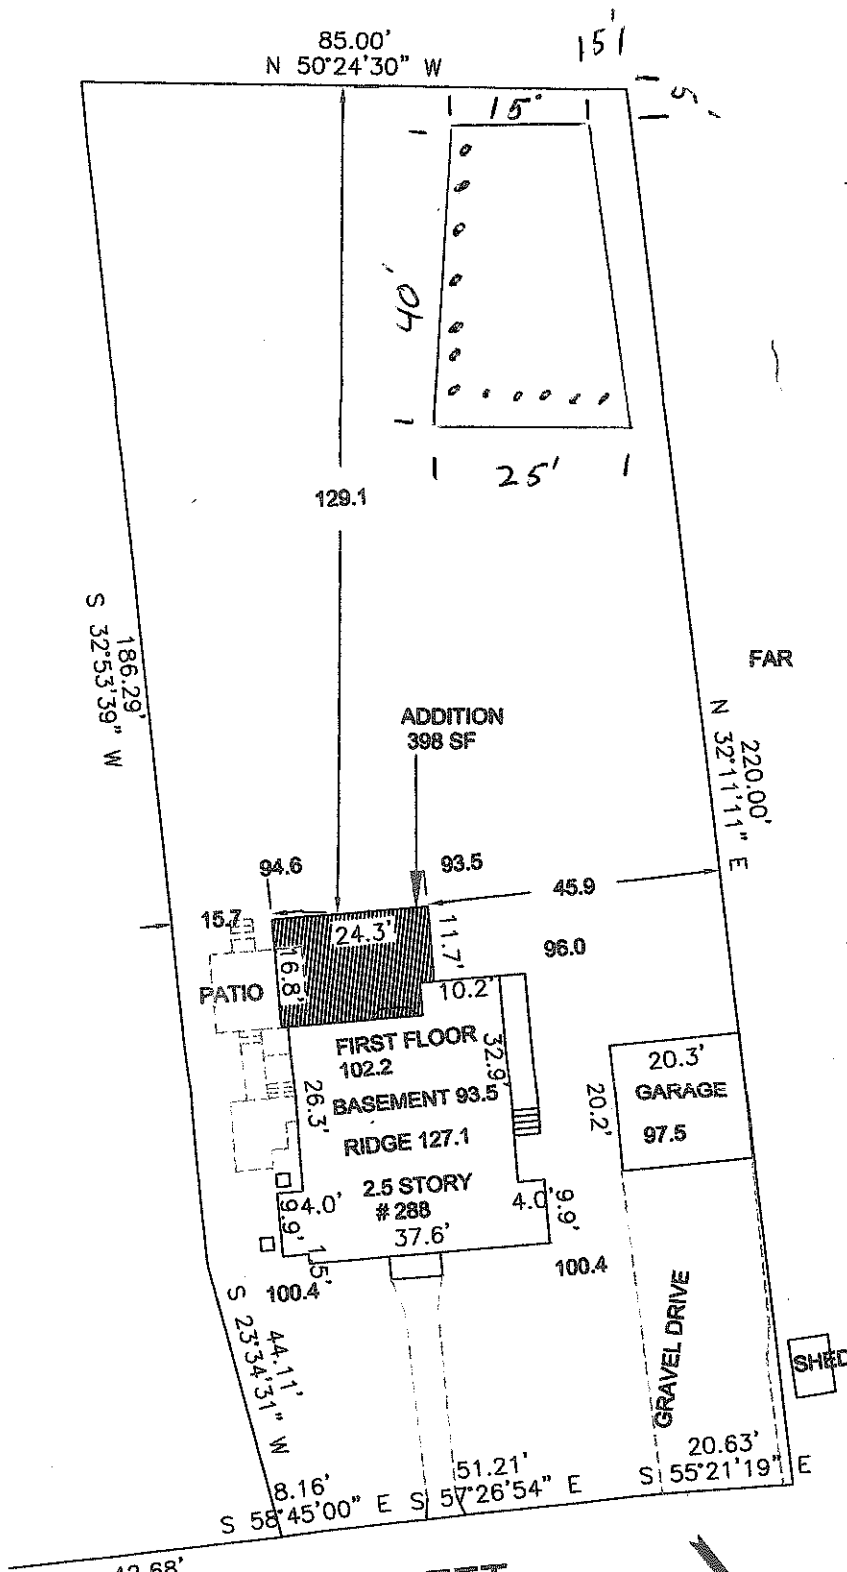 85.00'
N 50°24'30" W
15'
15'
5'
40'
25'
129.1
186.29'
S 32°53'39" W
FAR
220.00'
N 32°11'11" E
ADDITION
398 SF
94.6
93.5
45.9
15.7
24.3'
11.7'
96.0
16.8'
PATIO
10.2'
FIRST FLOOR
102.2
32.9'
26.3'
BASEMENT 93.5
RIDGE 127.1
20.3'
GARAGE
97.5
20.2'
2.5 STORY
# 288
4.0'
4.0'
9.9'
9.9'
37.6'
1.5'
100.4
100.4
44.11'
S 23°34'31" W
GRAVEL DRIVE
SHED
8.16'
S 58°45'00" E
51.21'
S 57°26'54" E
20.63'
S 55°21'19" E
42.68'